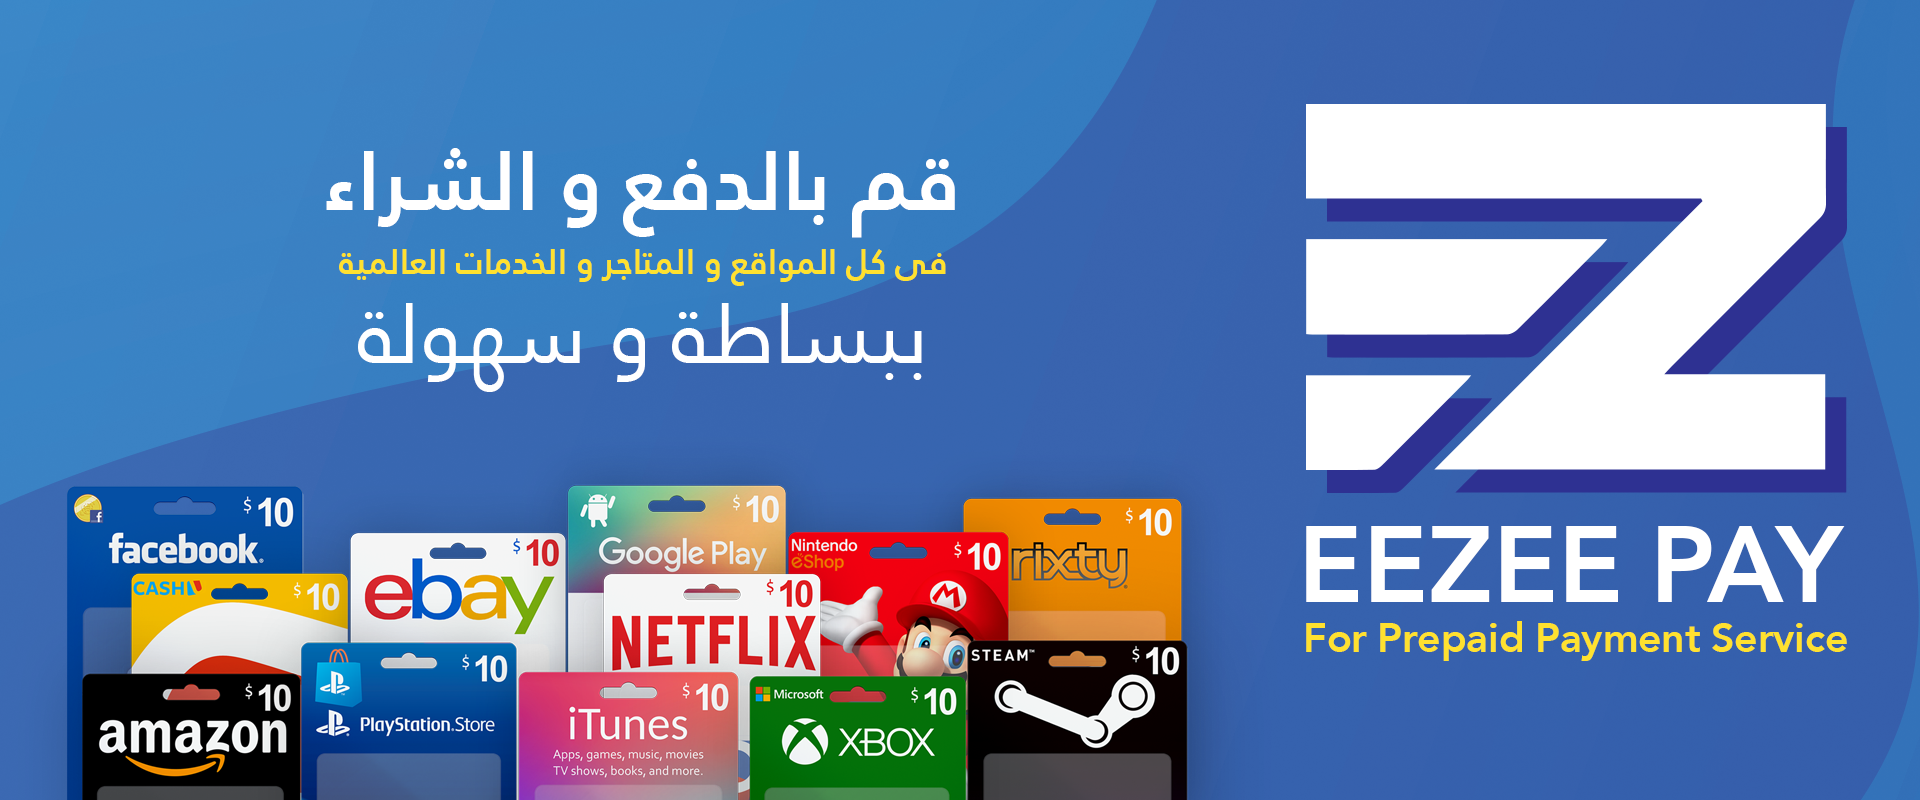 قم بالدفع و الشراء
فى كل المواقع و المتاجر و الخدمات العالمية
ببساطة و سهولة
EEZEE PAY
For Prepaid Payment Service
$10
facebook.
$10
CASHU
$10
ebay
$10
Google Play
$10
NETFLIX
Nintendo
eShop
$10
$10
rixty
$10
amazon
$10
PlayStation.Store
$10
iTunes
Apps, games, music, movies
TV shows, books, and more.
Microsoft
$10
XBOX
STEAM™
$10